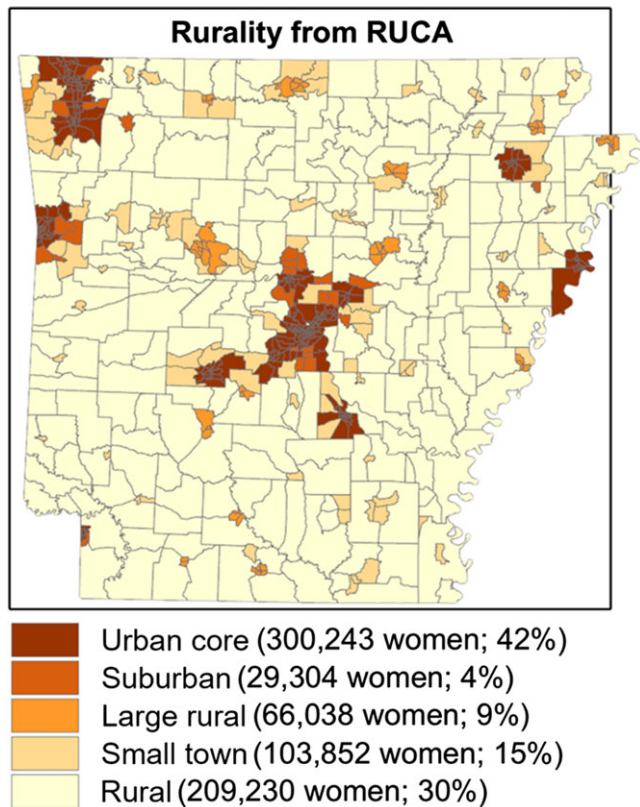 Rurality from RUCA
Urban core (300,243 women; 42%)
Suburban (29,304 women; 4%)
Large rural (66,038 women; 9%)
Small town (103,852 women; 15%)
Rural (209,230 women; 30%)